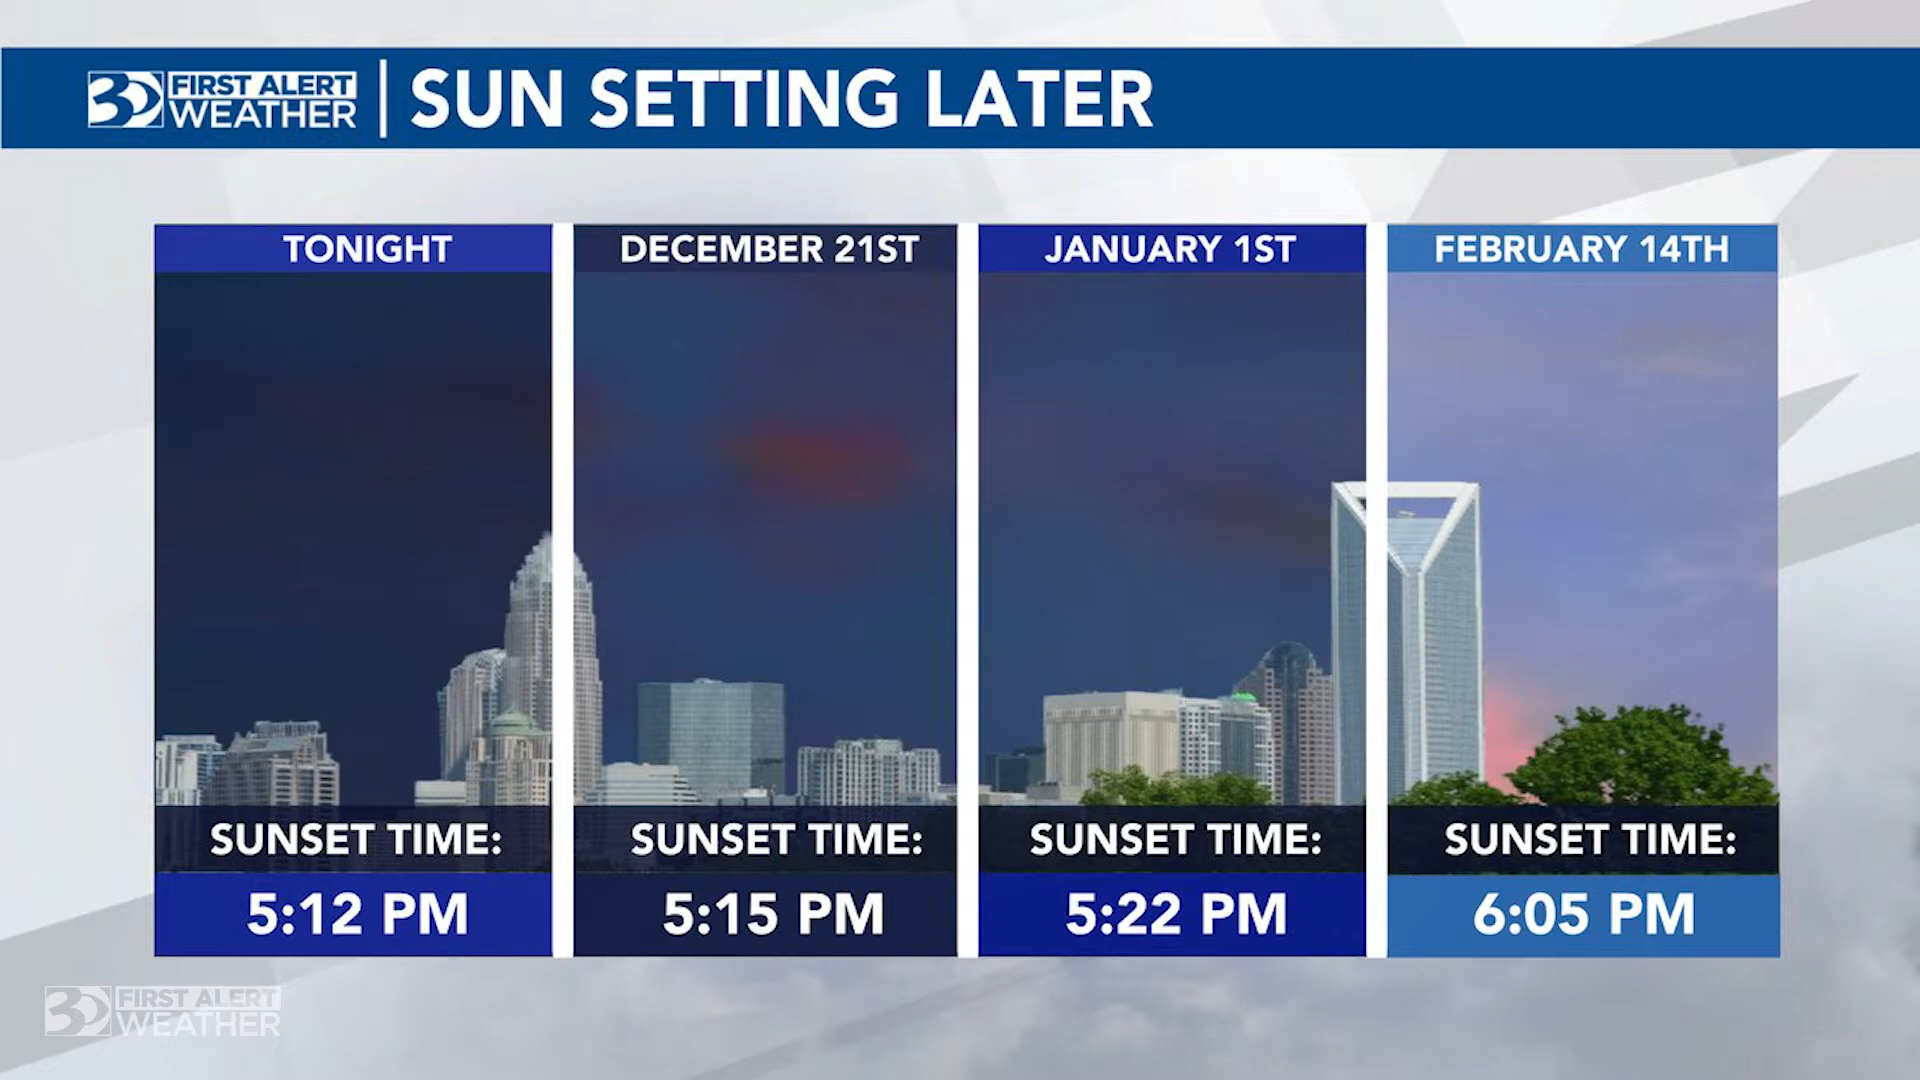 3 FIRST ALERT
WEATHER
SUN SETTING LATER
TONIGHT
SUNSET TIME:
5:12 PM
DECEMBER 21ST
SUNSET TIME:
5:15 PM
JANUARY 1ST
SUNSET TIME:
5:22 PM
FEBRUARY 14TH
SUNSET TIME:
6:05 PM
3 FIRST ALERT
WEATHER